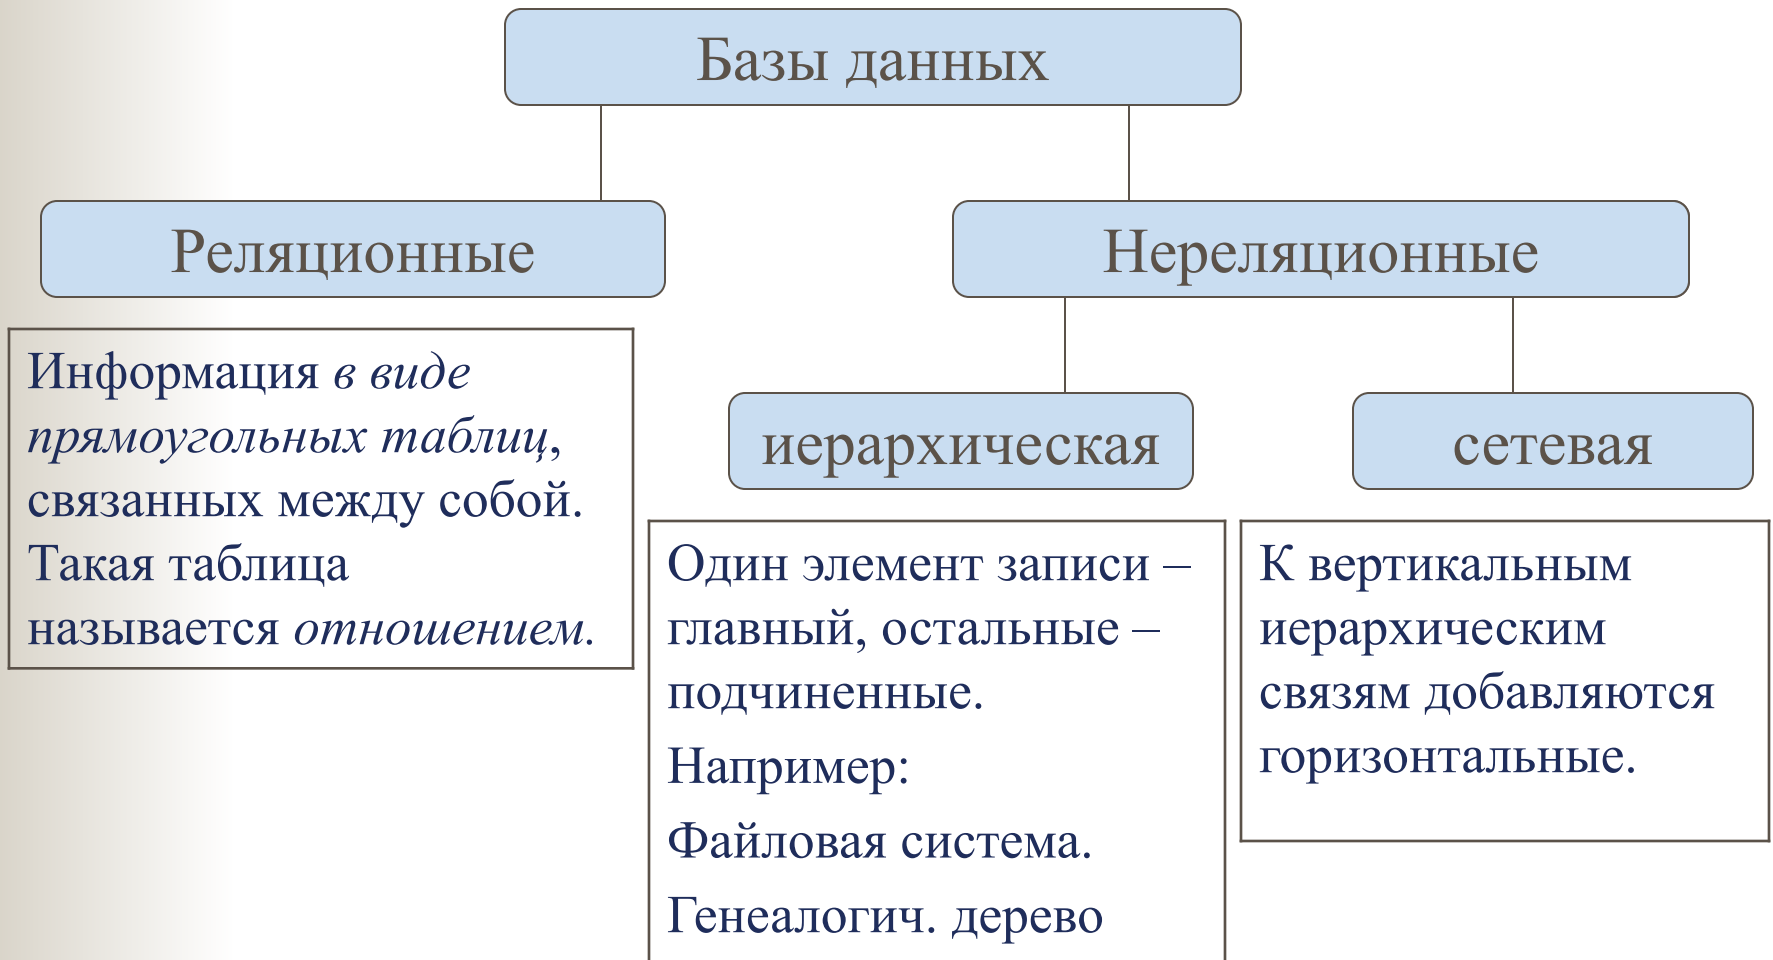 Базы данных
Реляционные
Нереляционные
Информация в виде
прямоугольных таблиц,
связанных между собой.
Такая таблица
называется отношением.
иерархическая
сетевая
Один элемент записи –
главный, остальные –
подчиненные.
Например:
Файловая система.
Генеалогич. дерево
К вертикальным
иерархическим
связям добавляются
горизонтальные.